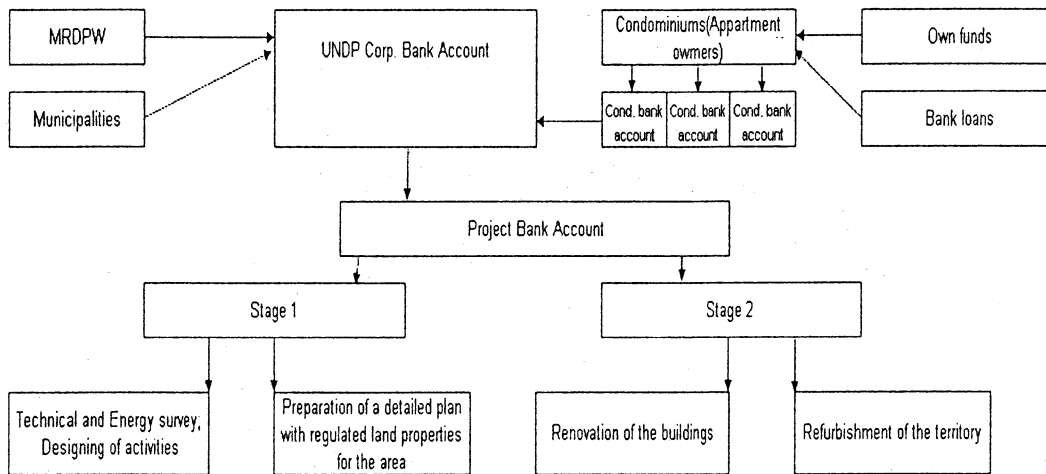 MRDPW
Municipalities
UNDP Corp. Bank Account
Condominiums(Appartment
owmers)
Own funds
Bank loans
Cond. bank
account
Cond. bank
account
Cond. bank
account
Project Bank Account
Stage 1
Stage 2
Technical and Energy survey;
Designing of activities
Preparation of a detailed plan
with regulated land properties
for the area
Renovation of the buildings
Refurbishment of the territory